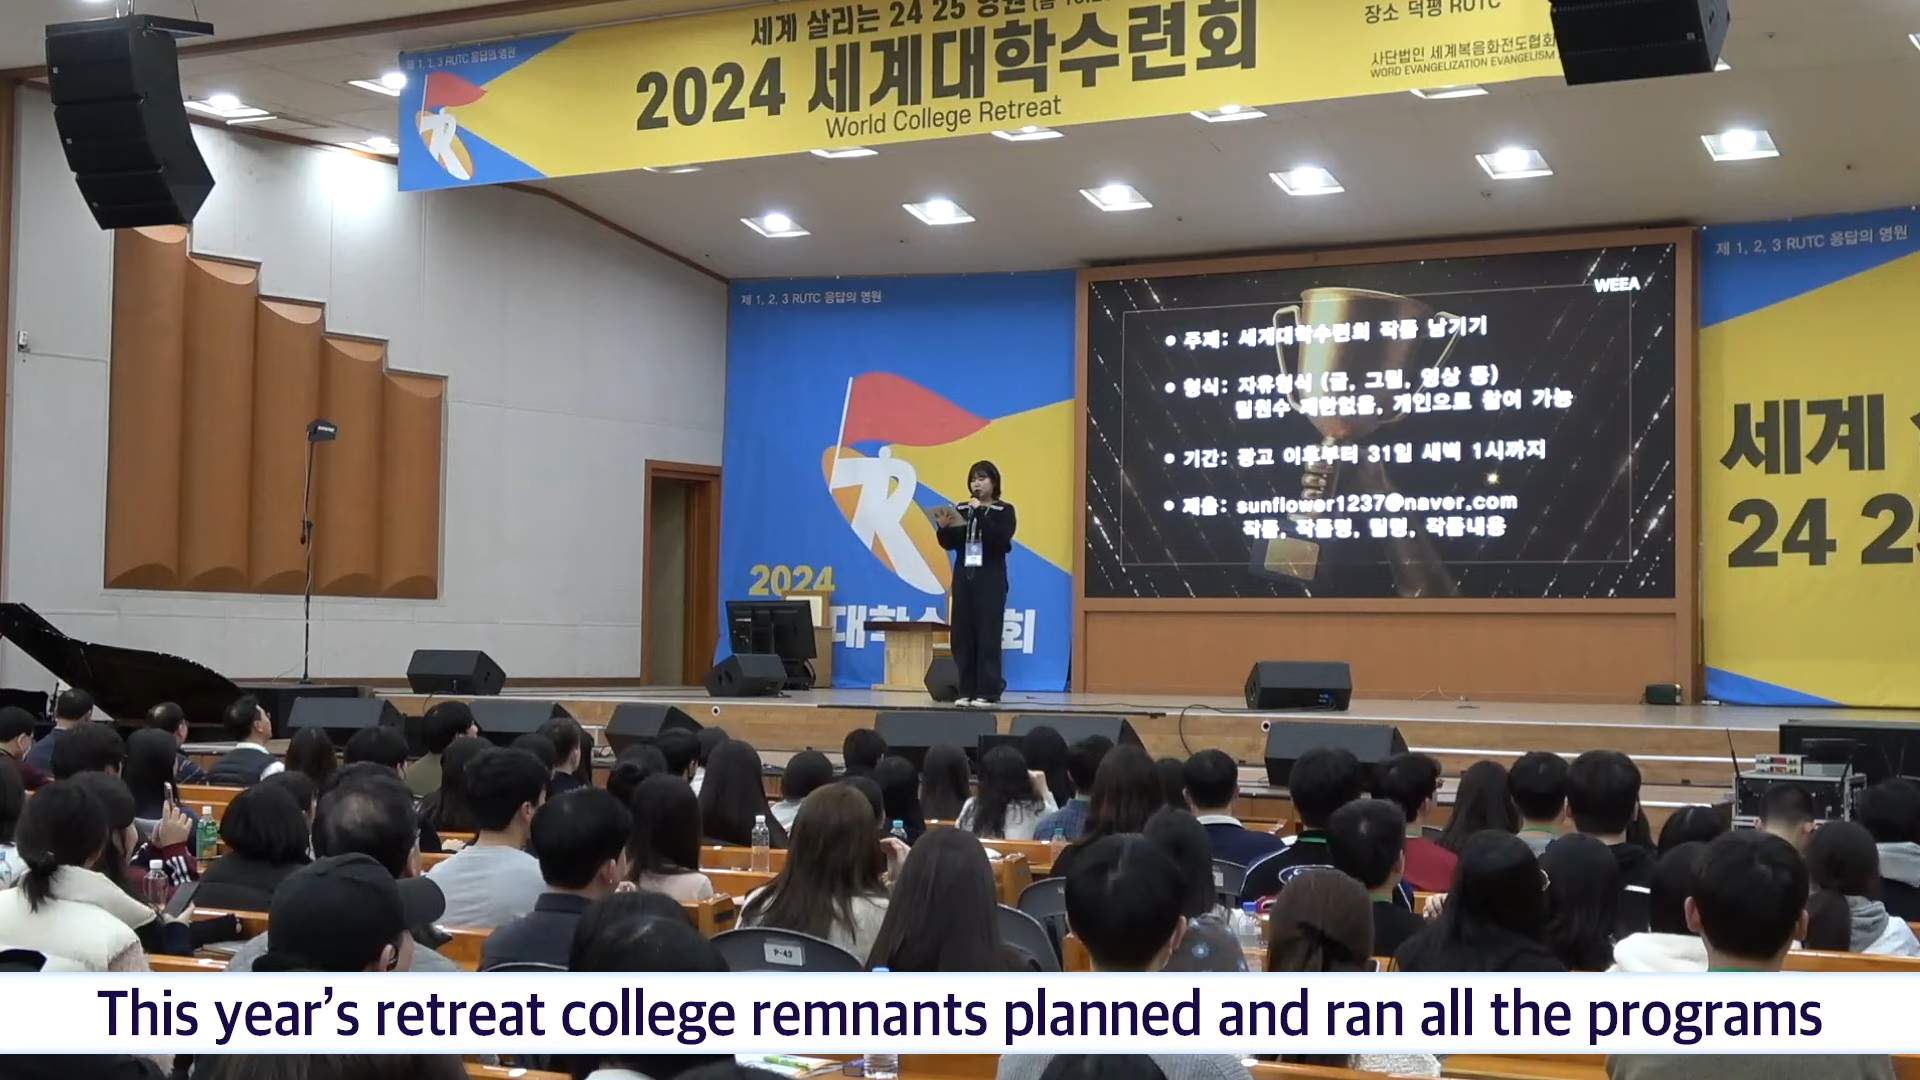 세계 살리는 24 25 영원
장소 덕평 RUTC
제 1, 2, 3 RUTC 응답의 영원
2024 세계대학수련회
World College Retreat
사단법인 세계복음화전도협회
WORD EVANGELIZATION EVANGELISM
제 1, 2, 3 RUTC 응답의 영원
2024
대학수 회
WEEA
• 주제: 세계대학수련회 작품 남기기
• 형식: 자유형식 (글, 그림, 영상 등)
팀원수 제한없음, 개인으로 참여 가능
• 기간: 광고 이후부터 31일 새벽 1시까지
• 제출: sunflower1237@naver.com
작품, 작품명, 팀명, 작품내용
제 1, 2, 3 RUTC 응답의 영원
세계
24 2
P-43
This year's retreat college remnants planned and ran all the programs